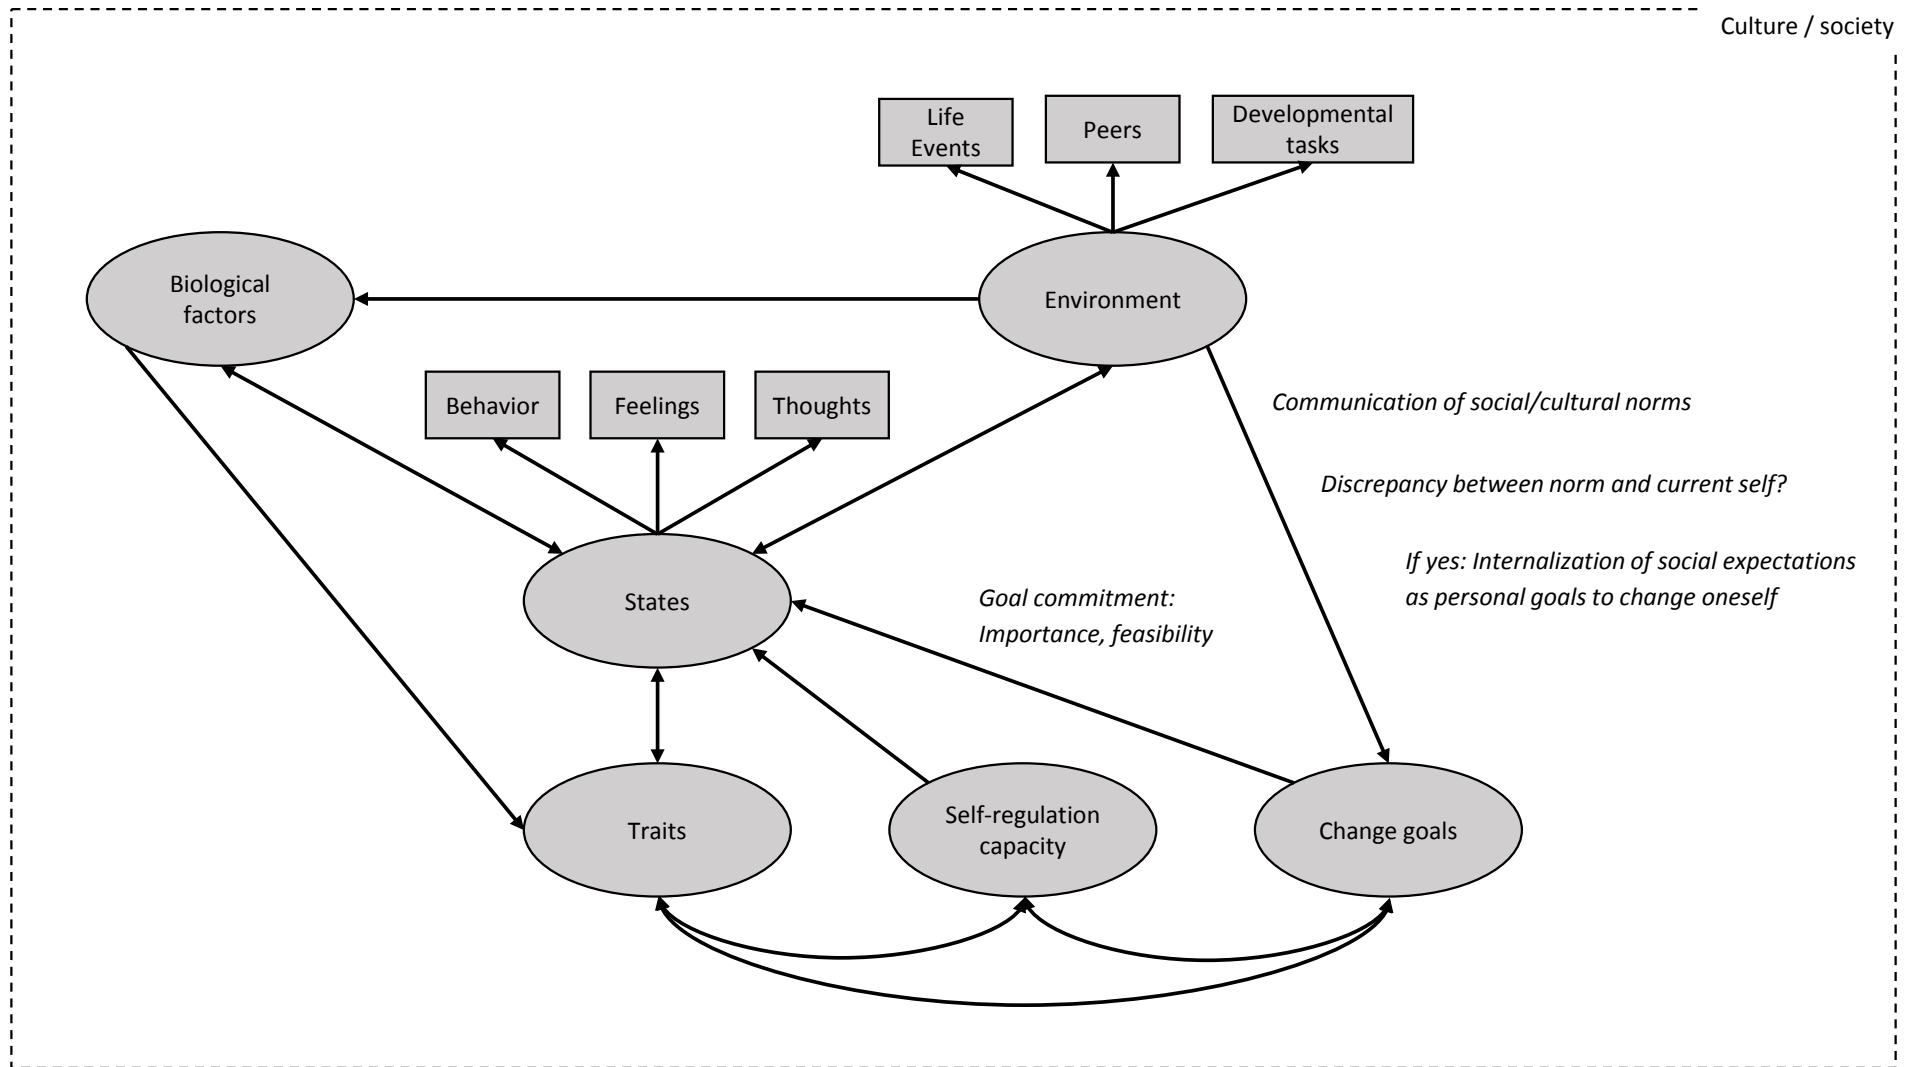 Culture / society
Life
Events
Peers
Developmental
tasks
Biological
factors
Environment
Behavior
Feelings
Thoughts
Communication of social/cultural norms
Discrepancy between norm and current self?
If yes: Internalization of social expectations
as personal goals to change oneself
States
Goal commitment:
Importance, feasibility
Traits
Self-regulation
capacity
Change goals